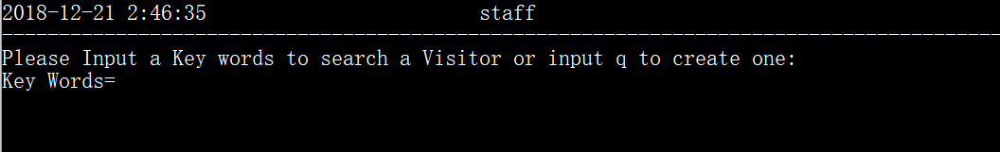 2018-12-21 2:46:35 staff
--------------------------------------------------------------------------------
Please Input a Key words to search a Visitor or input q to create one:
Key Words=